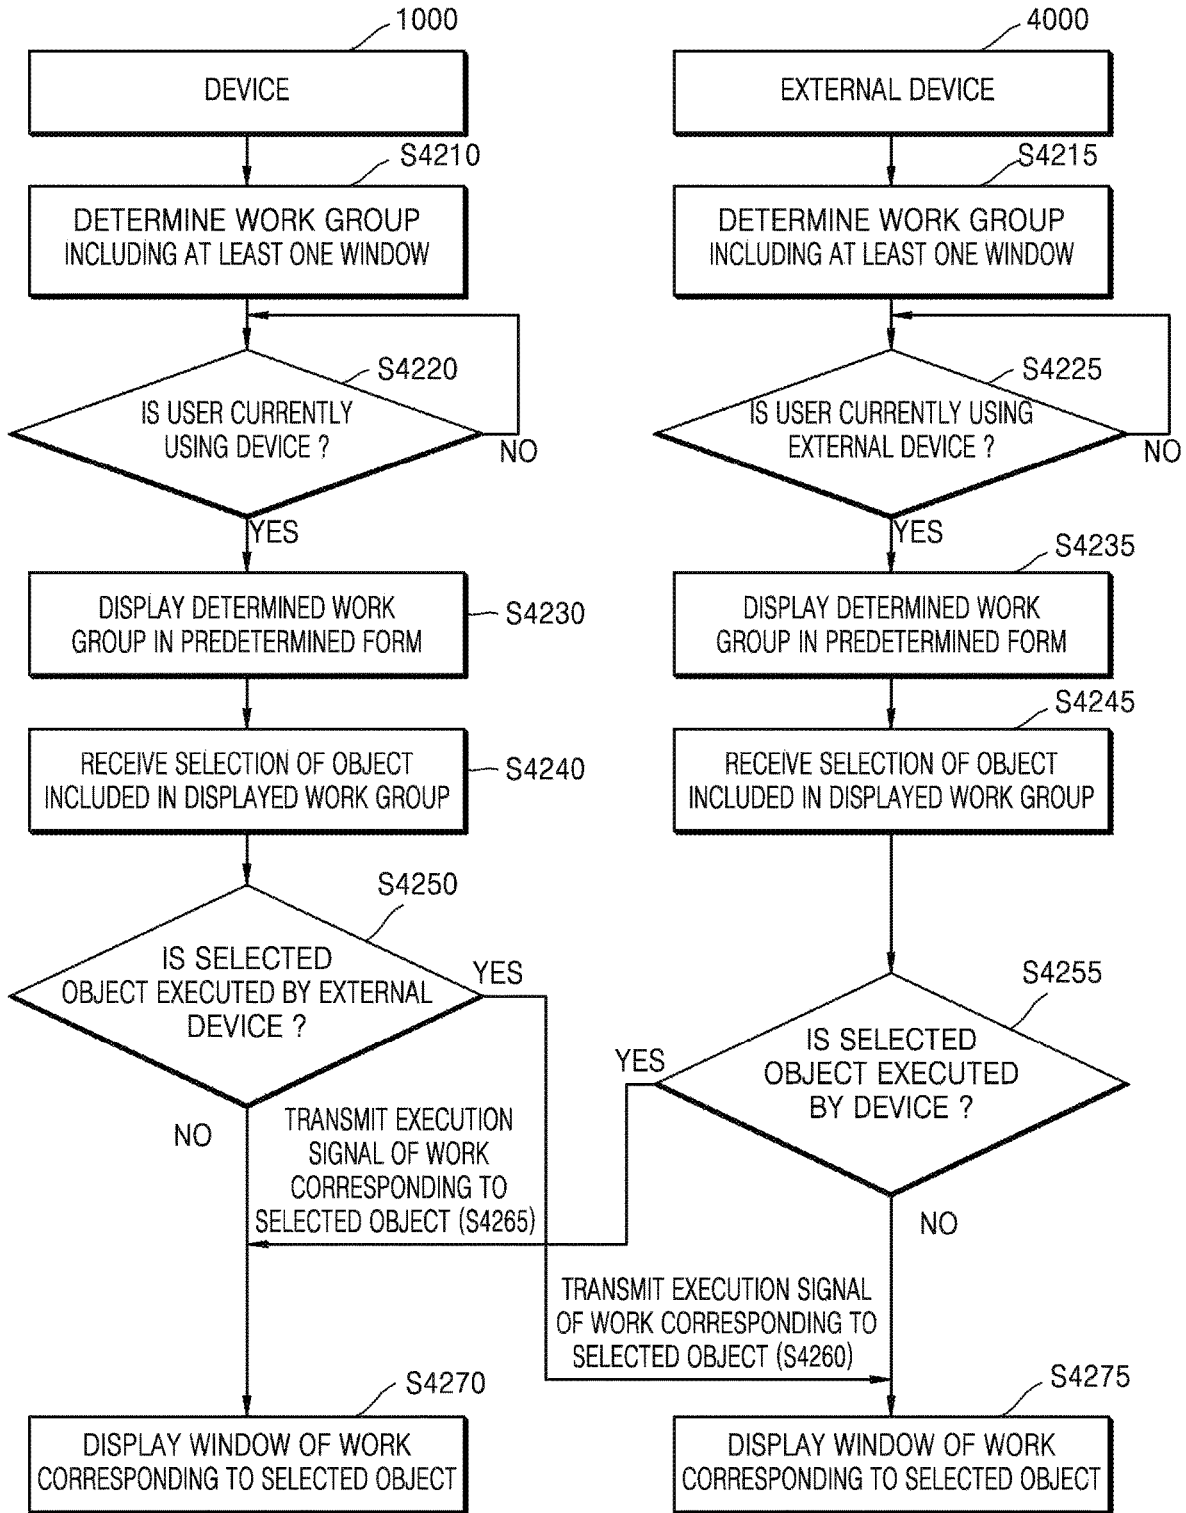 1000
4000
DEVICE
EXTERNAL DEVICE
S4210
S4215
DETERMINE WORK GROUP
INCLUDING AT LEAST ONE WINDOW
DETERMINE WORK GROUP
INCLUDING AT LEAST ONE WINDOW
S4220
S4225
IS USER CURRENTLY
USING DEVICE ?
NO
IS USER CURRENTLY USING
EXTERNAL DEVICE ?
NO
YES
YES
S4235
DISPLAY DETERMINED WORK
GROUP IN PREDETERMINED FORM
S4230
DISPLAY DETERMINED WORK
GROUP IN PREDETERMINED FORM
S4245
RECEIVE SELECTION OF OBJECT
INCLUDED IN DISPLAYED WORK GROUP
S4240
RECEIVE SELECTION OF OBJECT
INCLUDED IN DISPLAYED WORK GROUP
S4250
IS SELECTED
OBJECT EXECUTED BY EXTERNAL
DEVICE ?
YES
S4255
IS SELECTED
OBJECT EXECUTED
BY DEVICE ?
YES
NO
TRANSMIT EXECUTION
SIGNAL OF WORK
CORRESPONDING TO
SELECTED OBJECT (S4265)
NO
TRANSMIT EXECUTION SIGNAL
OF WORK CORRESPONDING TO
SELECTED OBJECT (S4260)
S4270
S4275
DISPLAY WINDOW OF WORK
CORRESPONDING TO SELECTED OBJECT
DISPLAY WINDOW OF WORK
CORRESPONDING TO SELECTED OBJECT